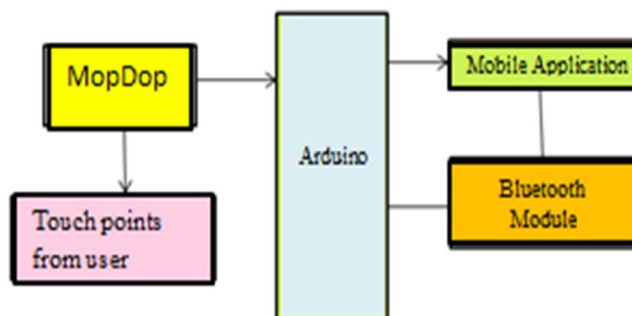 MopDop
Mobile Application
Arduino
Touch points
from user
Bluetooth
Module